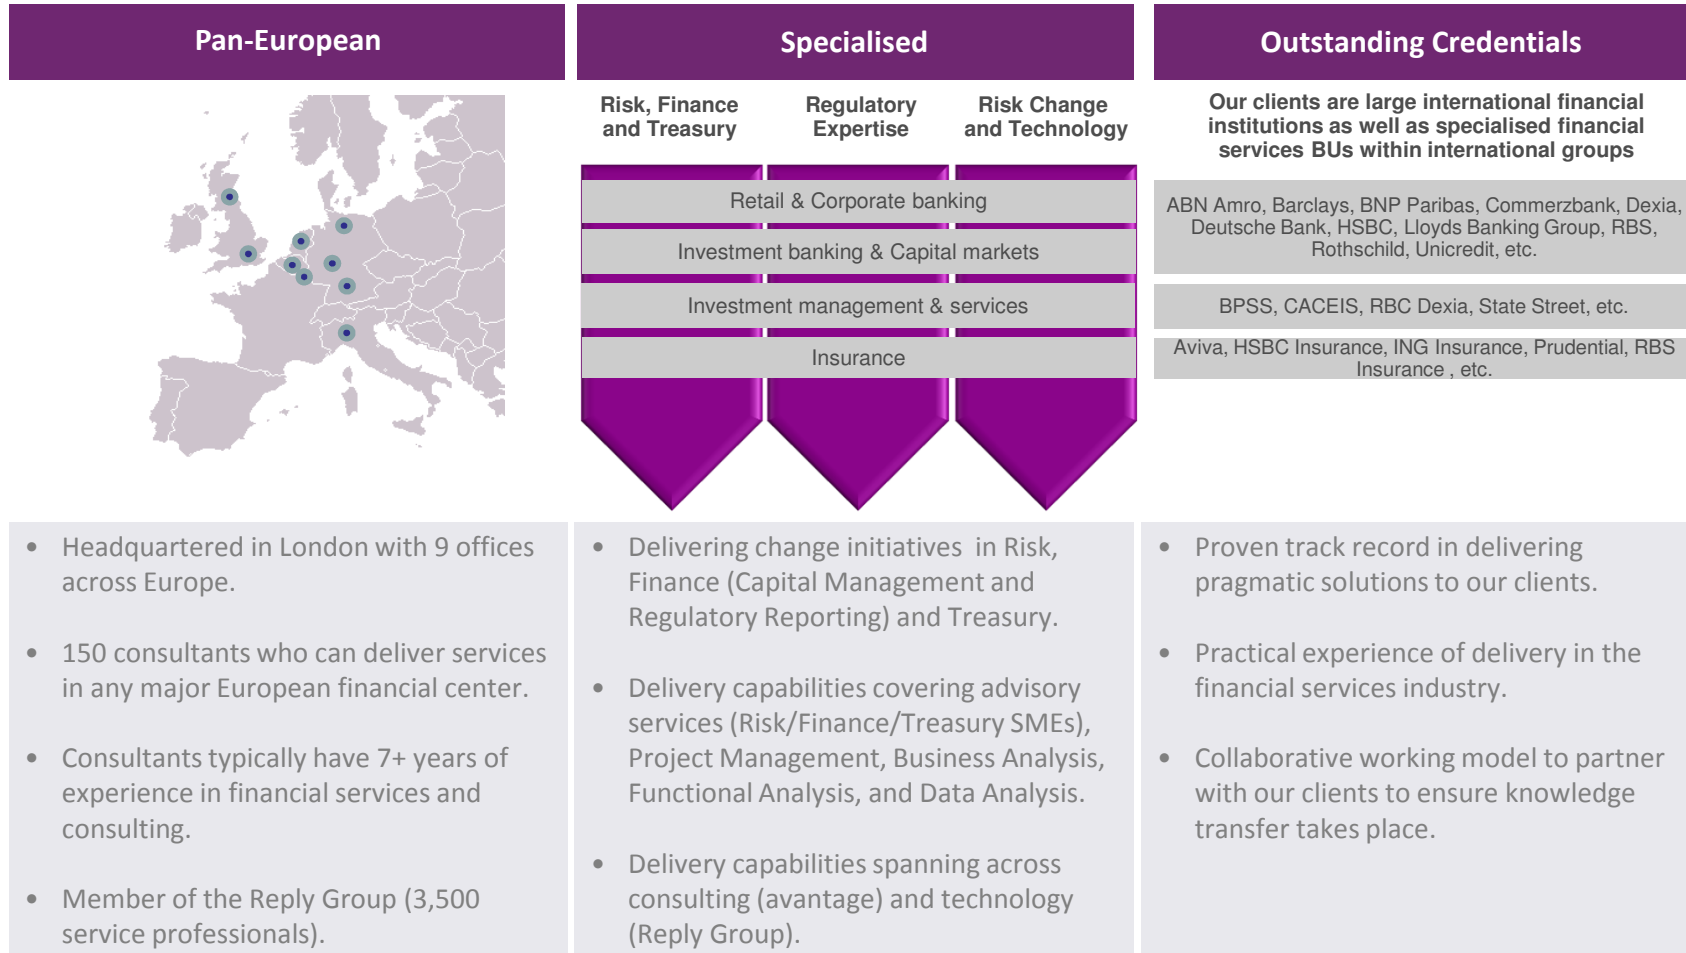 Pan-European
Specialised
Outstanding Credentials
Risk, Finance
and Treasury
Regulatory
Expertise
Risk Change
and Technology
Retail & Corporate banking
Investment banking & Capital markets
Investment management & services
Insurance
Our clients are large international financial
institutions as well as specialised financial
services BUs within international groups
ABN Amro, Barclays, BNP Paribas, Commerzbank, Dexia,
Deutsche Bank, HSBC, Lloyds Banking Group, RBS,
Rothschild, Unicredit, etc.
BPSS, CACEIS, RBC Dexia, State Street, etc.
Aviva, HSBC Insurance, ING Insurance, Prudential, RBS
Insurance , etc.
• Headquartered in London with 9 offices
across Europe.
• 150 consultants who can deliver services
in any major European financial center.
• Consultants typically have 7+ years of
experience in financial services and
consulting.
• Member of the Reply Group (3,500
service professionals).
• Delivering change initiatives  in Risk,
Finance (Capital Management and
Regulatory Reporting) and Treasury.
• Delivery capabilities covering advisory
services (Risk/Finance/Treasury SMEs),
Project Management, Business Analysis,
Functional Analysis, and Data Analysis.
• Delivery capabilities spanning across
consulting (avantage) and technology
(Reply Group).
• Proven track record in delivering
pragmatic solutions to our clients.
• Practical experience of delivery in the
financial services industry.
• Collaborative working model to partner
with our clients to ensure knowledge
transfer takes place.